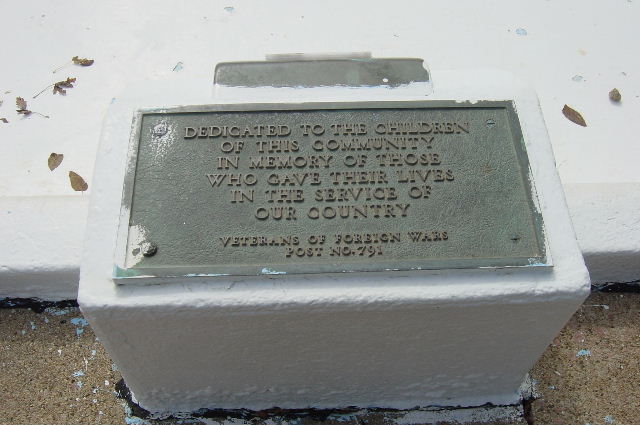 DEDICATED TO THE CHILDREN
OF THIS COMMUNITY
IN MEMORY OF THOSE
WHO GAVE THEIR LIVES
IN THE SERVICE OF
OUR COUNTRY
VETERANS OF FOREIGN WARS
POST NO. 791